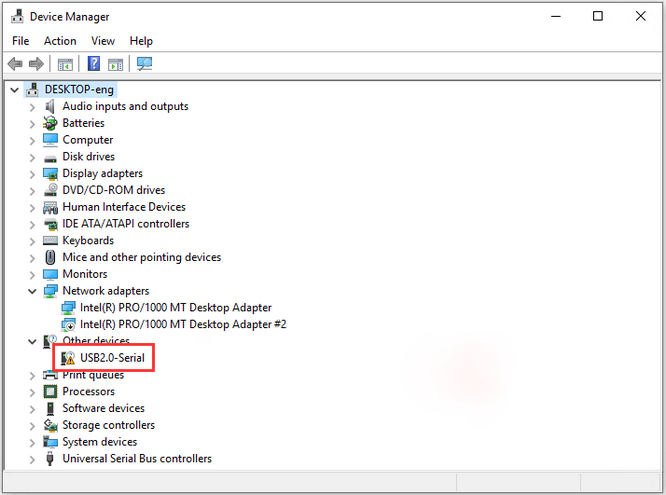 Device Manager
File Action View Help
DESKTOP-eng
Audio inputs and outputs
Batteries
Computer
Disk drives
Display adapters
DVD/CD-ROM drives
Human Interface Devices
IDE ATA/ATAPI controllers
Keyboards
Mice and other pointing devices
Monitors
Network adapters
Intel(R) PRO/1000 MT Desktop Adapter
Intel(R) PRO/1000 MT Desktop Adapter #2
Other devices
USB2.0-Serial
Print queues
Processors
Software devices
Storage controllers
System devices
Universal Serial Bus controllers